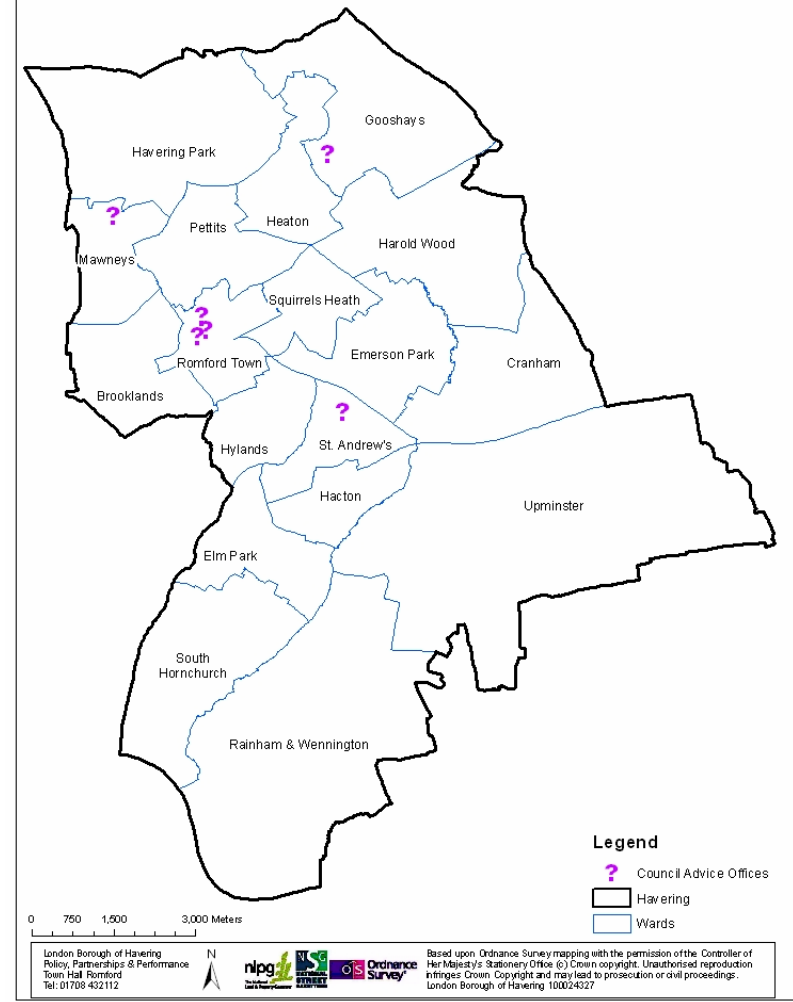 Gooshays
Havering Park
?
?
Pettits
Heaton
Harold Wood
Mawneys
Squirrels Heath
?
?
?
Emerson Park
Romford Town
Cranham
Brooklands
?
Hylands
St. Andrew's
Hacton
Upminster
Elm Park
South
Hornchurch
Rainham & Wennington
Legend
? Council Advice Offices
Havering
Wards
0 750 1,500 3,000 Meters
London Borough of Havering
Policy, Partnerships & Performance
Town Hall Romford
Tel: 01708 432112
N
nlpg
NSG
OS Ordnance
Survey
Based upon Ordnance Survey mapping with the permission of the Controller of
Her Majesty's Stationery Office (c) Crown copyright. Unauthorised reproduction
infringes Crown Copyright and may lead to prosecution or civil proceedings.
London Borough of Havering 100024327